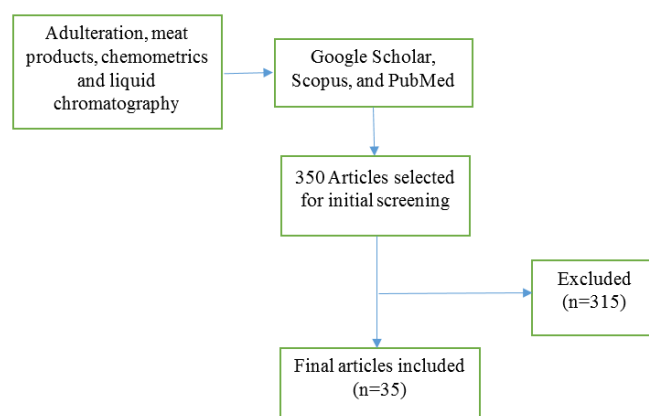 Adulteration, meat
products, chemometrics
and liquid
chromatography
Google Scholar,
Scopus, and PubMed
350 Articles selected
for initial screening
Excluded
(n=315)
Final articles included
(n=35)